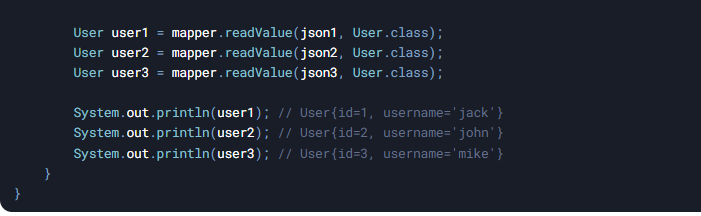 User user1 = mapper.readValue(json1, User.class);
User user2 = mapper.readValue(json2, User.class);
User user3 = mapper.readValue(json3, User.class);
System.out.println(user1); // User{id=1, username='jack'}
System.out.println(user2); // User{id=2, username='john'}
System.out.println(user3); // User{id=3, username='mike'}
}
}